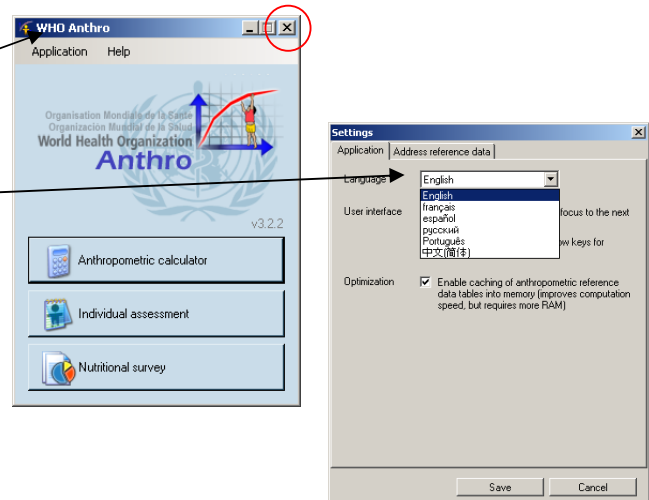 WHO Anthro
Application Help
Organisation Mondiale de la Santé
Organización Mundial de la Salud
World Health Organization
Anthro
v3.2.2
Anthropometric calculator
Individual assessment
Nutritional survey
Settings
Application Address reference data
Language English
English
français
español
русский
Português
中文(简体)
User interface
focus to the next
keys for
Optimization
Enable caching of anthropometric reference
data tables into memory (improves computation
speed, but requires more RAM)
Save Cancel